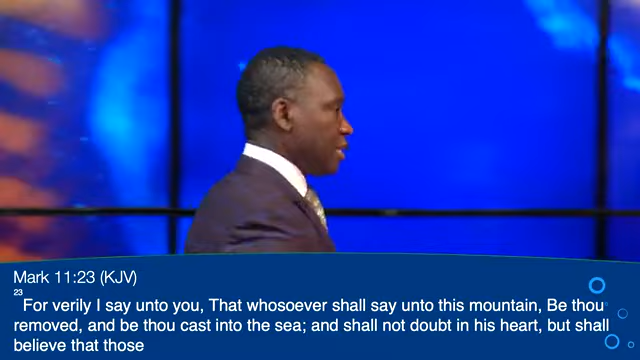 Mark 11:23 (KJV)
23 For verily I say unto you, That whosoever shall say unto this mountain, Be thou
removed, and be thou cast into the sea; and shall not doubt in his heart, but shall
believe that those